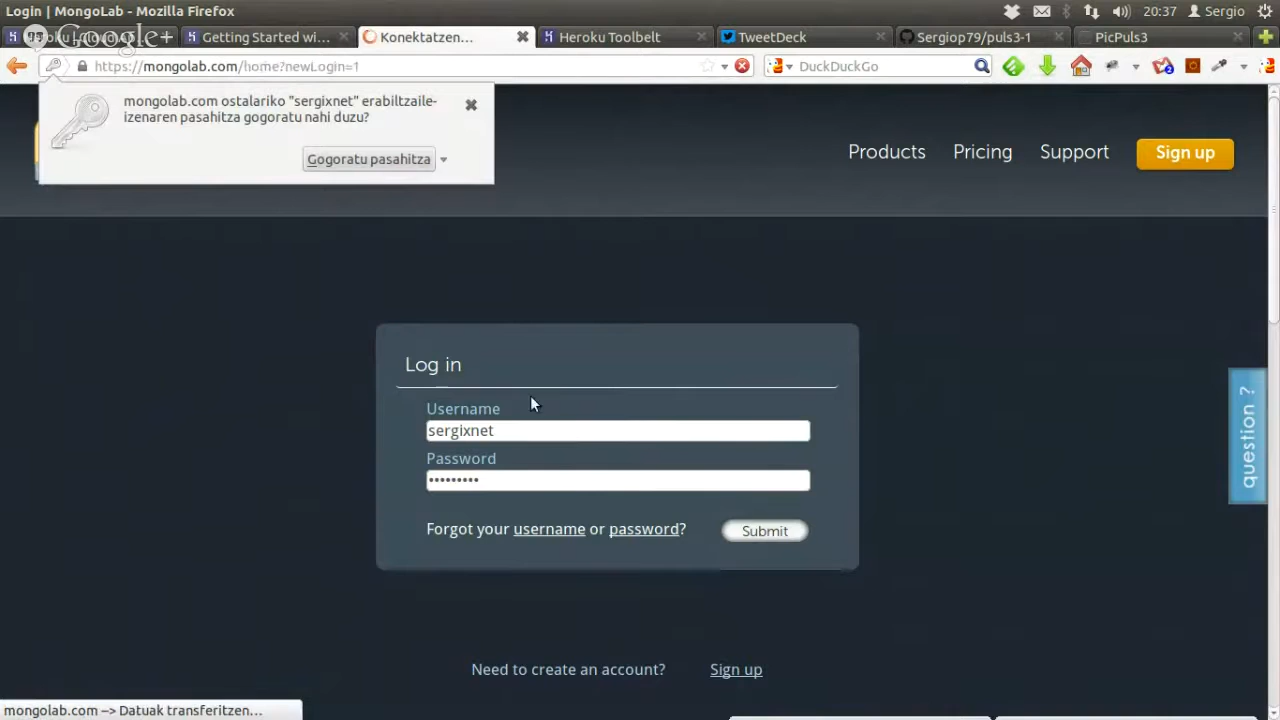 Login | MongoLab - Mozilla Firefox
20:37
Sergio
Google+
Getting Started wi...
Konektatzen...
Heroku Toolbelt
TweetDeck
Sergiop79/puls3-1
PicPuls3
https://mongolab.com/home?newLogin=1
DuckDuckGo
2
mongolab.com ostalariko "sergixnet" erabiltzaile-
izenaren pasahitza gogoratu nahi duzu?
Gogoratu pasahitza
Products
Pricing
Support
Sign up
Log in
Username
sergixnet
Password
•••••••••
Forgot your username or password?
Submit
question ?
Need to create an account?
Sign up
mongolab.com –> Datuak transferitzen...